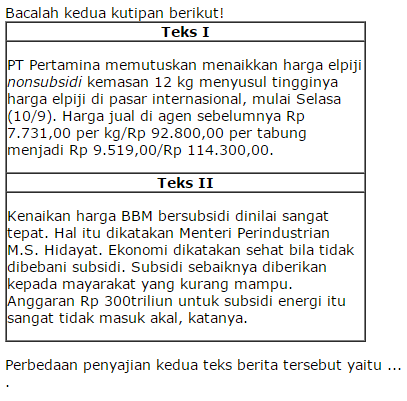 Bacalah kedua kutipan berikut!
Teks I
PT Pertamina memutuskan menaikkan harga elpiji
nonsubsidi kemasan 12 kg menyusul tingginya
harga elpiji di pasar internasional, mulai Selasa
(10/9). Harga jual di agen sebelumnya Rp
7.731,00 per kg/Rp 92.800,00 per tabung
menjadi Rp 9.519,00/Rp 114.300,00.
Teks II
Kenaikan harga BBM bersubsidi dinilai sangat
tepat. Hal itu dikatakan Menteri Perindustrian
M.S. Hidayat. Ekonomi dikatakan sehat bila tidak
dibebani subsidi. Subsidi sebaiknya diberikan
kepada mayarakat yang kurang mampu.
Anggaran Rp 300triliun untuk subsidi energi itu
sangat tidak masuk akal, katanya.
Perbedaan penyajian kedua teks berita tersebut yaitu ...
.